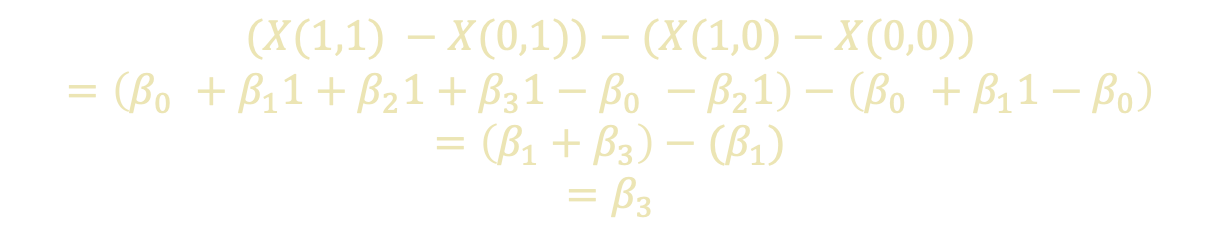 (X(1,1) − X(0,1)) − (X(1,0) − X(0,0))
= (β₀ + β₁1 + β₂1 + β₃1 − β₀ − β₂1) − (β₀ + β₁1 − β₀)
= (β₁ + β₃) − (β₁)
= β₃